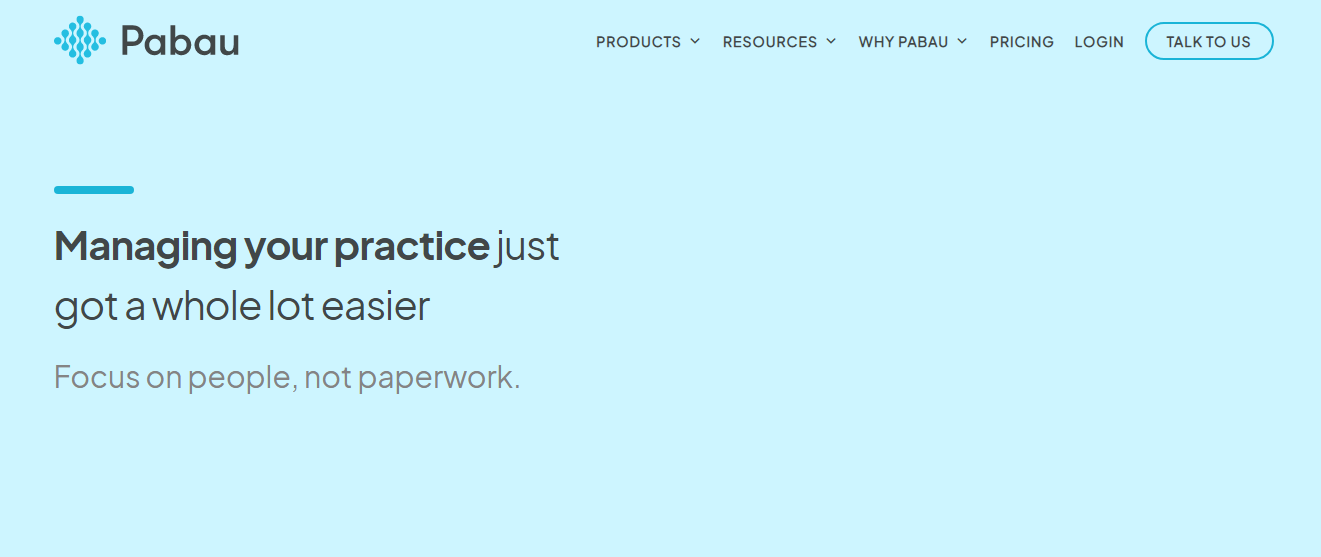 Pabau
PRODUCTS
RESOURCES
WHY PABAU
PRICING
LOGIN
TALK TO US
Managing your practice just
got a whole lot easier
Focus on people, not paperwork.